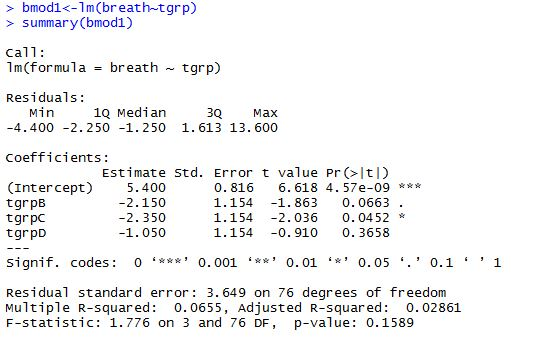 > bmod1<-lm(breath~tgrp)
> summary(bmod1)
Call:
lm(formula = breath ~ tgrp)
Residuals:
Min 1Q Median 3Q Max
-4.400 -2.250 -1.250 1.613 13.600
Coefficients:
Estimate Std. Error t value Pr(>|t|)
(Intercept) 5.400 0.816 6.618 4.57e-09 ***
tgrpB -2.150 1.154 -1.863 0.0663 .
tgrpC -2.350 1.154 -2.036 0.0452 *
tgrpD -1.050 1.154 -0.910 0.3658
---
Signif. codes: 0 ‘***’ 0.001 ‘**’ 0.01 ‘*’ 0.05 ‘.’ 0.1 ‘ ’ 1
Residual standard error: 3.649 on 76 degrees of freedom
Multiple R-squared: 0.0655, Adjusted R-squared: 0.02861
F-statistic: 1.776 on 3 and 76 DF, p-value: 0.1589